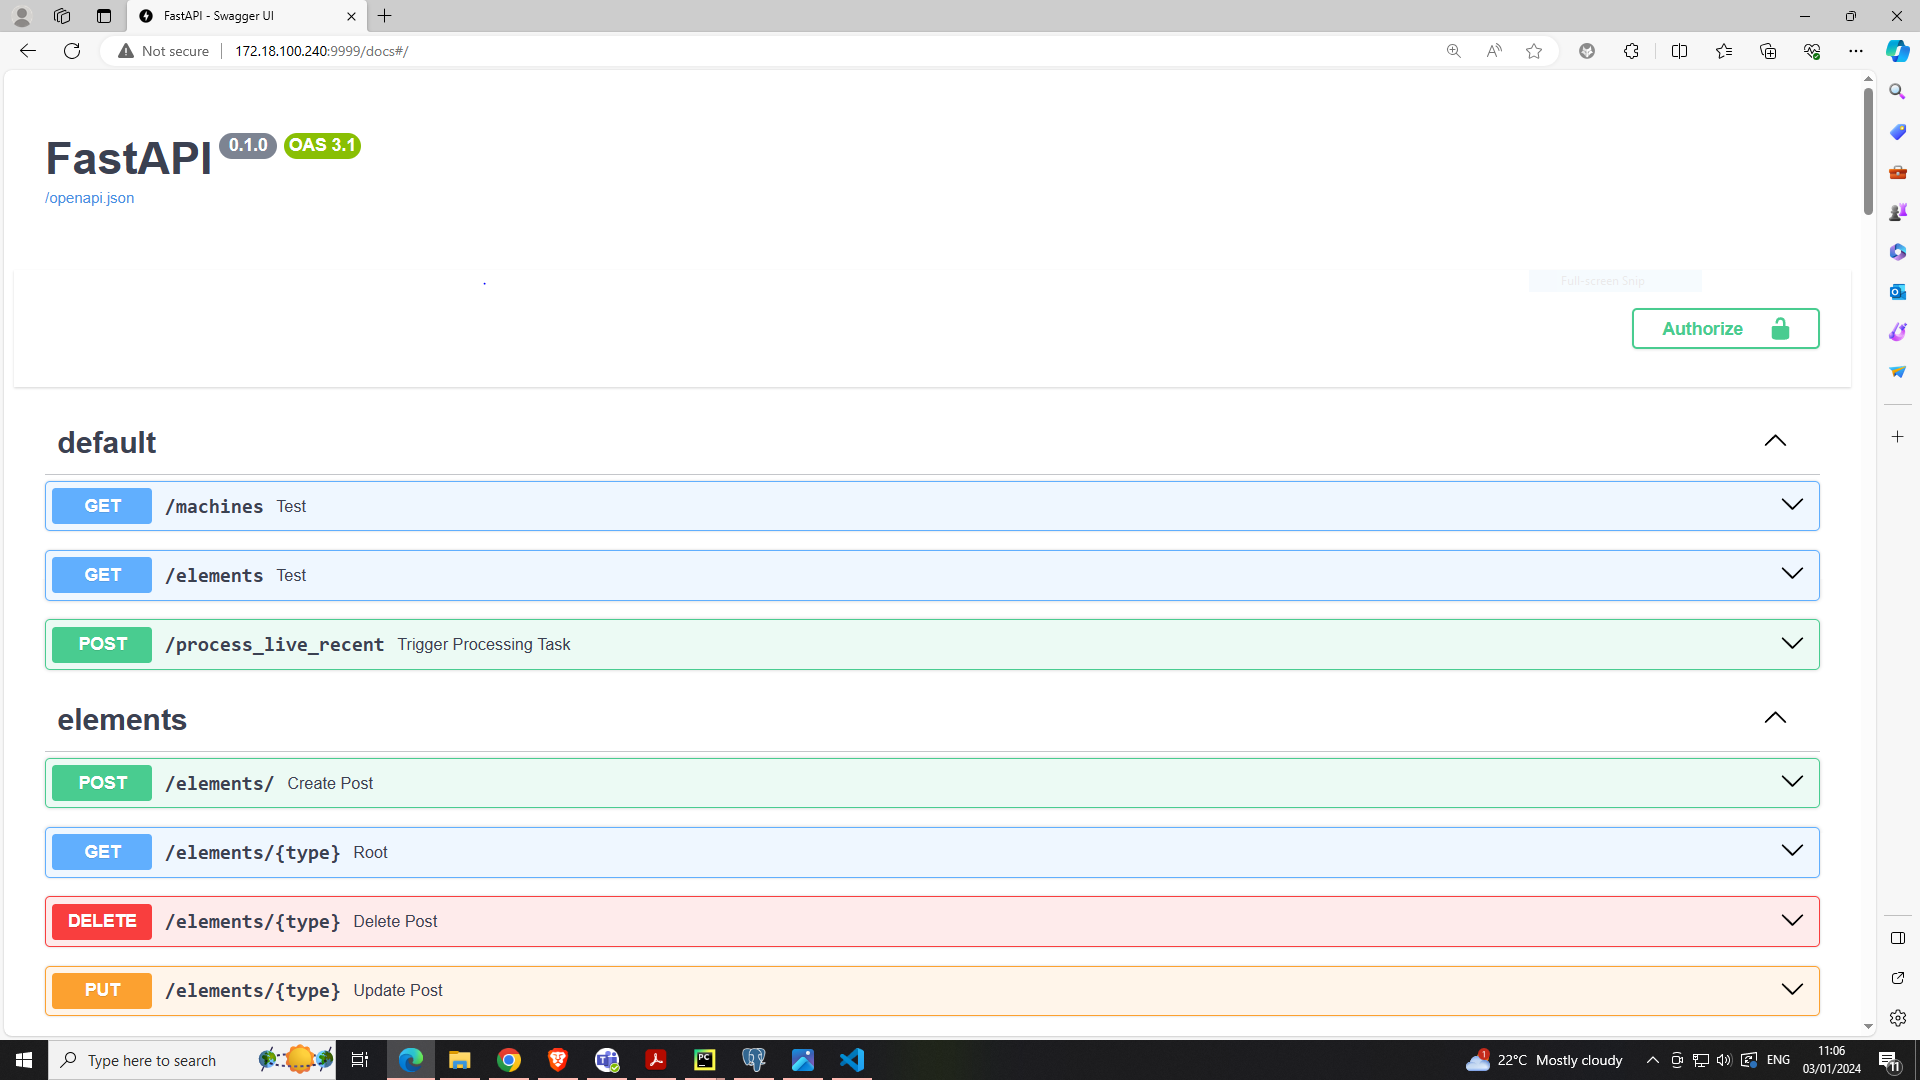 FastAPI - Swagger UI
Not secure
172.18.100.240:9999/docs#/
FastAPI 0.1.0 OAS 3.1
/openapi.json
Full-screen Snip
Authorize
default
GET /machines Test
GET /elements Test
POST /process_live_recent Trigger Processing Task
elements
POST /elements/ Create Post
GET /elements/{type} Root
DELETE /elements/{type} Delete Post
PUT /elements/{type} Update Post
Type here to search
1
22°C Mostly cloudy
ENG
11:06
03/01/2024
11